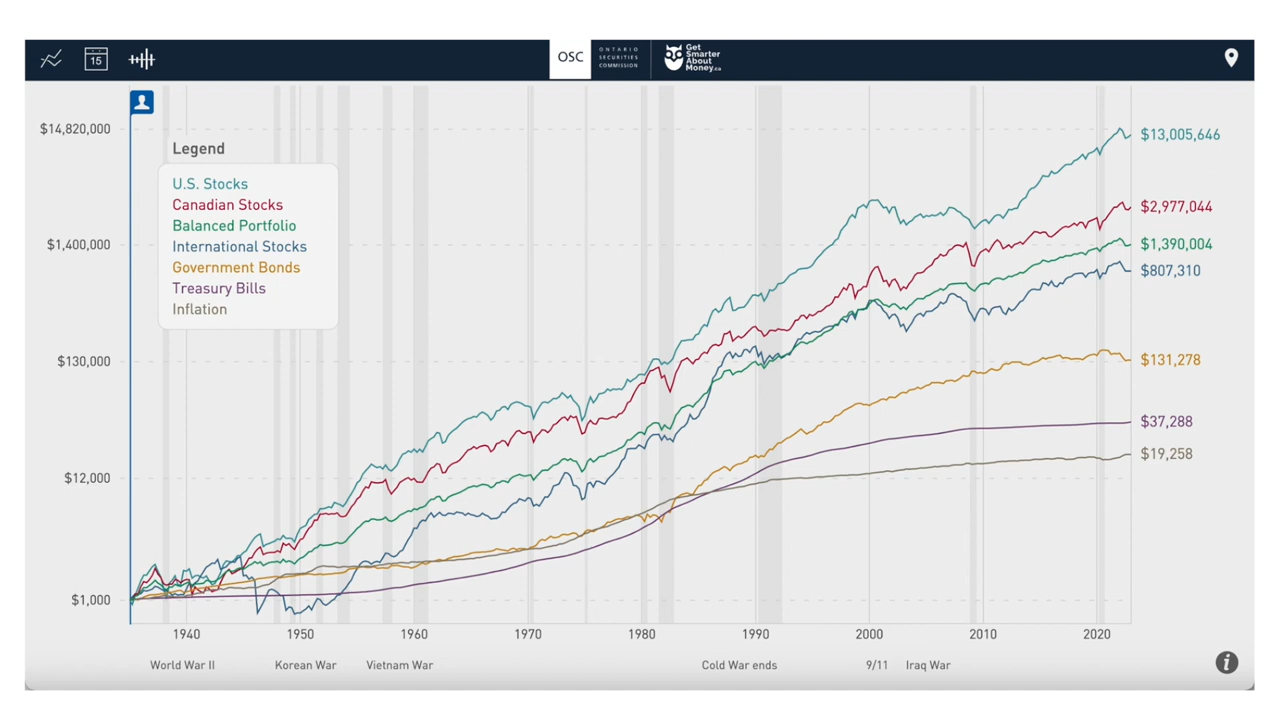 15
OSC
ONTARIO
SECURITIES
COMMISSION
Get
Smarter
About
Money.ca
$14,820,000
$1,400,000
$130,000
$12,000
$1,000
Legend
U.S. Stocks
Canadian Stocks
Balanced Portfolio
International Stocks
Government Bonds
Treasury Bills
Inflation
$13,005,646
$2,977,044
$1,390,004
$807,310
$131,278
$37,288
$19,258
1940 1950 1960 1970 1980 1990 2000 2010 2020
World War II Korean War Vietnam War Cold War ends 9/11 Iraq War
i